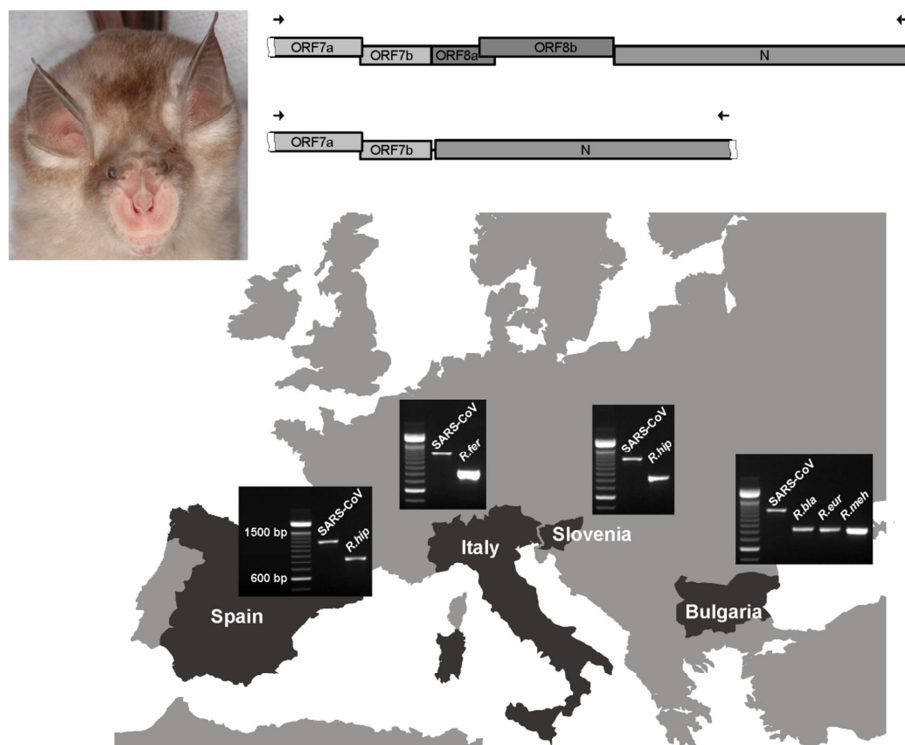 ORF7a
ORF7b
ORF8a
ORF8b
N
ORF7a
ORF7b
N
SARS-CoV
R.fer
SARS-CoV
R.hip
SARS-CoV
R.bla
R.eur
R.meh
SARS-CoV
R.hip
1500 bp
600 bp
Spain
Italy
Slovenia
Bulgaria